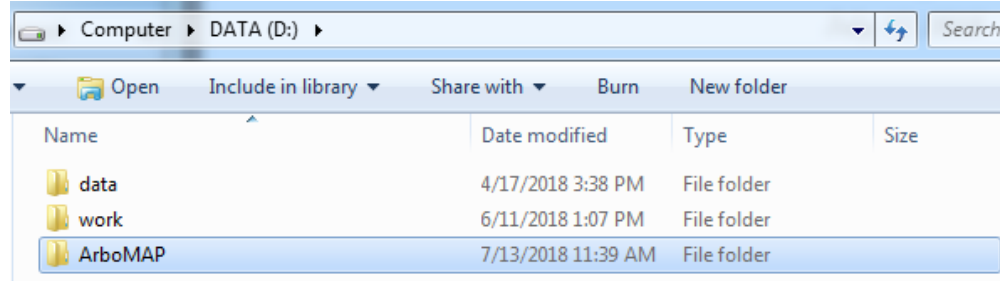 Computer DATA (D:) Search
Open Include in library Share with Burn New folder
Name Date modified Type Size
data 4/17/2018 3:38 PM File folder
work 6/11/2018 1:07 PM File folder
ArboMAP 7/13/2018 11:39 AM File folder